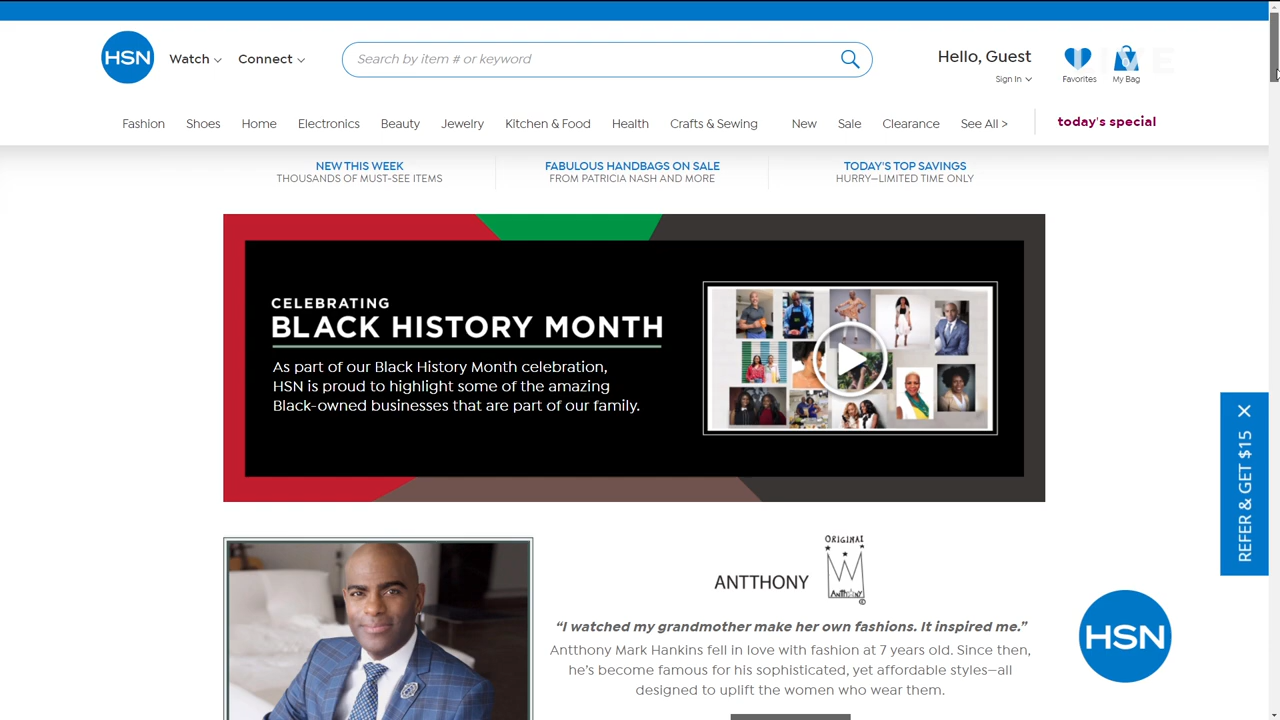 HSN
Watch
Connect
Search by item # or keyword
Hello, Guest
Sign In
Favorites
0
My Bag
Fashion
Shoes
Home
Electronics
Beauty
Jewelry
Kitchen & Food
Health
Crafts & Sewing
New
Sale
Clearance
See All >
today's special
NEW THIS WEEK
THOUSANDS OF MUST-SEE ITEMS
FABULOUS HANDBAGS ON SALE
FROM PATRICIA NASH AND MORE
TODAY'S TOP SAVINGS
HURRY—LIMITED TIME ONLY
CELEBRATING
BLACK HISTORY MONTH
As part of our Black History Month celebration,
HSN is proud to highlight some of the amazing
Black-owned businesses that are part of our family.
REFER & GET $15
ANTTHONY
ORIGINAL
ANTTHONY
“I watched my grandmother make her own fashions. It inspired me.”
Antthony Mark Hankins fell in love with fashion at 7 years old. Since then,
he’s become famous for his sophisticated, yet affordable styles—all
designed to uplift the women who wear them.
HSN